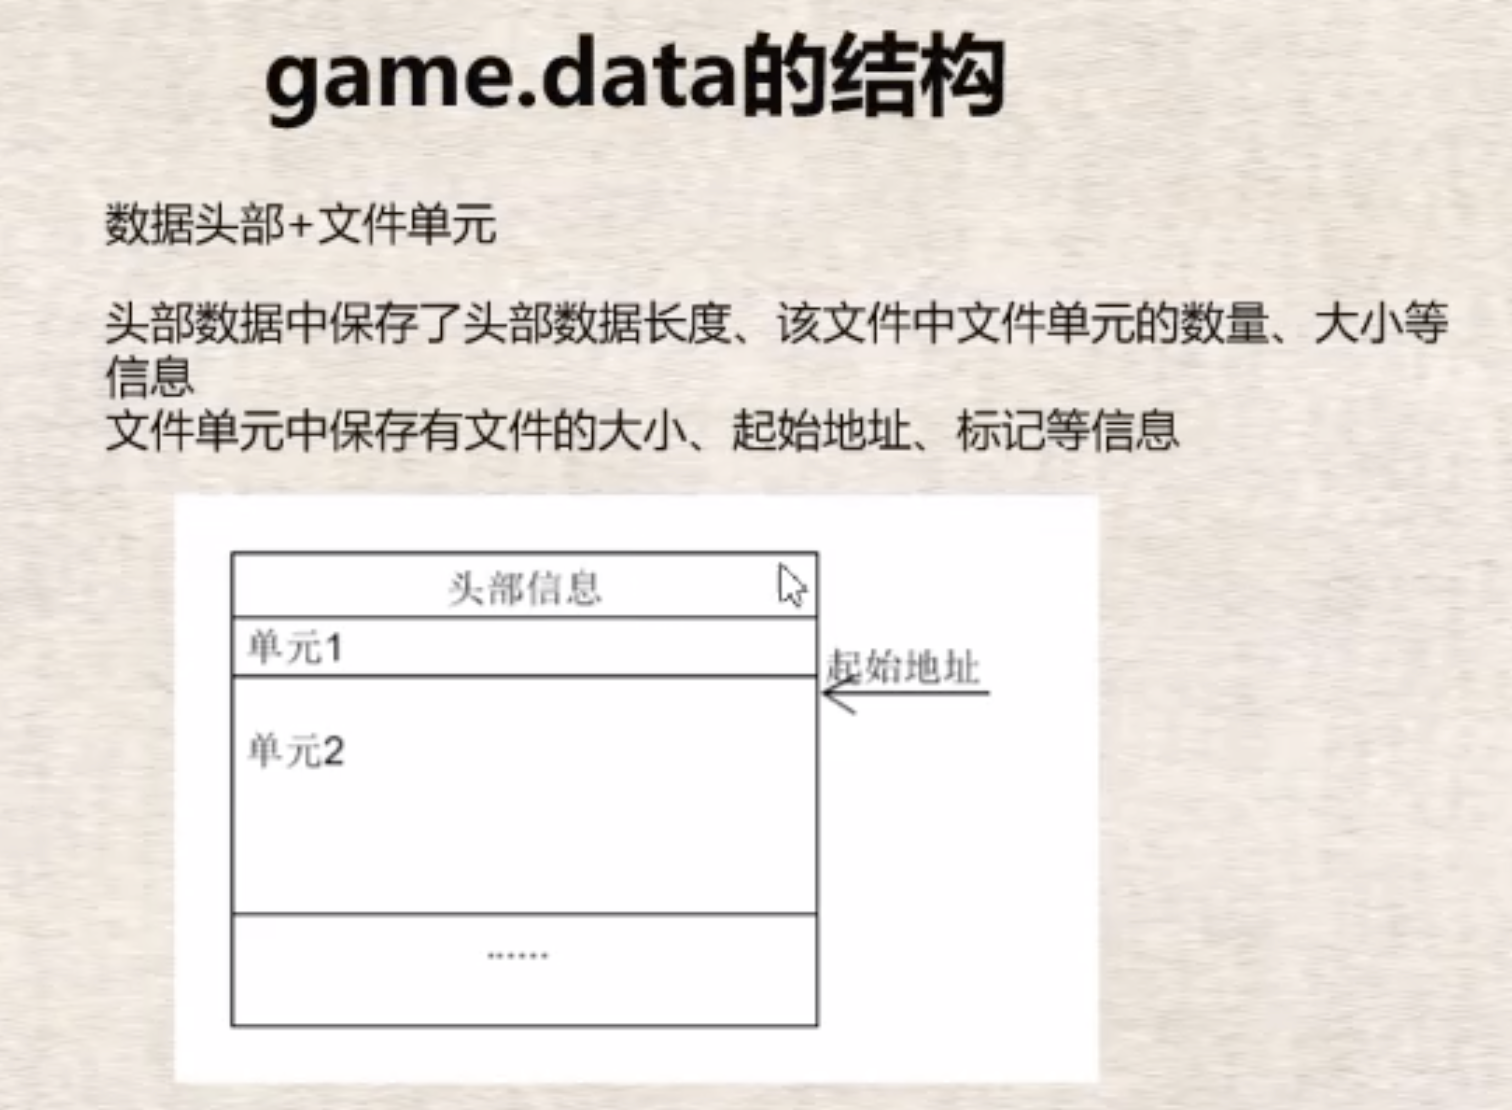 game.data的结构
数据头部+文件单元
头部数据中保存了头部数据长度、该文件中文件单元的数量、大小等
信息
文件单元中保存有文件的大小、起始地址、标记等信息
头部信息
单元1
起始地址
单元2
······